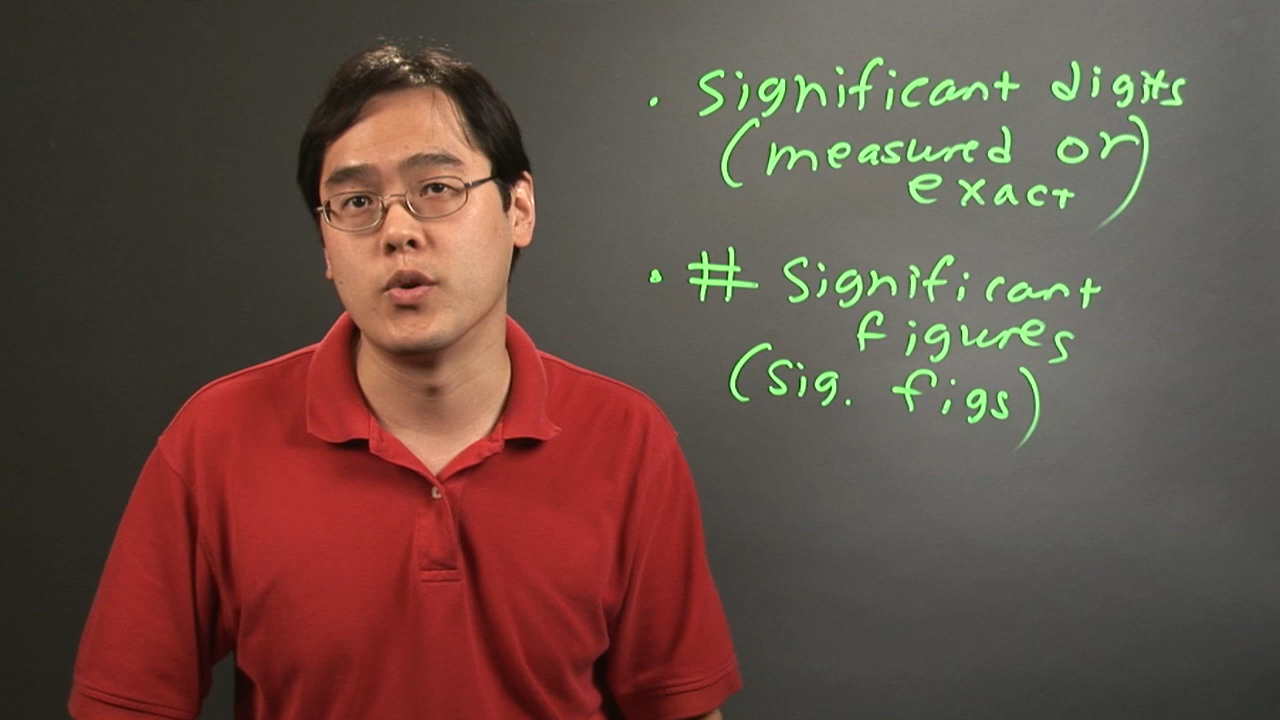 • Significant digits
(measured or)
exact
• # Significant
figures
(Sig. figs)